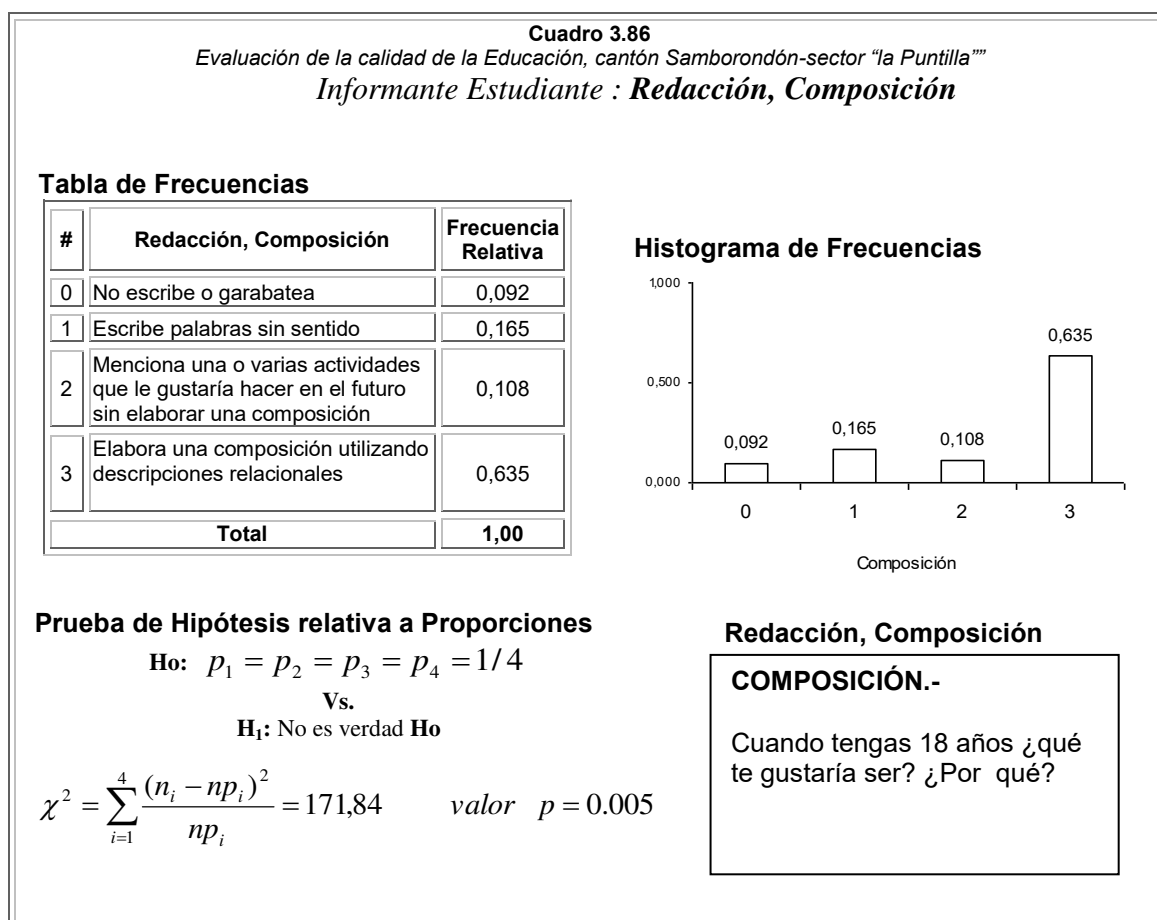 Cuadro 3.86
Evaluación de la calidad de la Educación, cantón Samborondón-sector “la Puntilla””
Informante Estudiante : Redacción, Composición
Tabla de Frecuencias
# Redacción, Composición Frecuencia
Relativa
0 No escribe o garabatea 0,092
1 Escribe palabras sin sentido 0,165
Menciona una o varias actividades
2 que le gustaría hacer en el futuro 0,108
sin elaborar una composición
Elabora una composición utilizando
3 descripciones relacionales 0,635
Total 1,00
Histograma de Frecuencias
1,000
0,500
0,000
0,092
0,165
0,108
0,635
0 1 2 3
Composición
Prueba de Hipótesis relativa a Proporciones
Ho: p₁ = p₂ = p₃ = p₄ = 1/4
Vs.
H₁: No es verdad Ho
χ² = ∑ᵢ₌₁⁴ (nᵢ − npᵢ)² / npᵢ = 171,84 valor p = 0.005
Redacción, Composición
COMPOSICIÓN.-
Cuando tengas 18 años ¿qué
te gustaría ser? ¿Por qué?